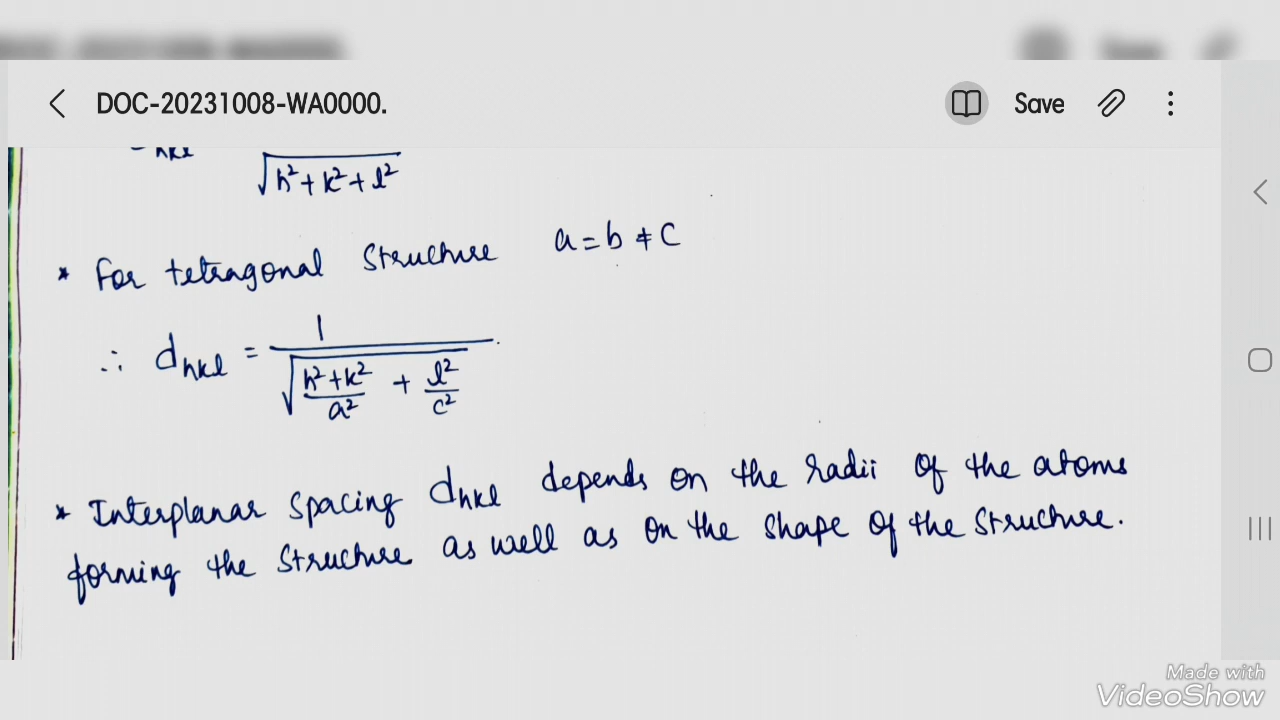 DOC-20231008-WA0000.
Save
hkl
√h²+k²+l²
* For tetragonal Structure a=b≠c
∴ dhkl = 1
√h²+k²/a² + l²/c²
* Interplanar spacing dhkl depends on the radii of the atoms
forming the structure as well as on the shape of the structure.
Made with
VideoShow